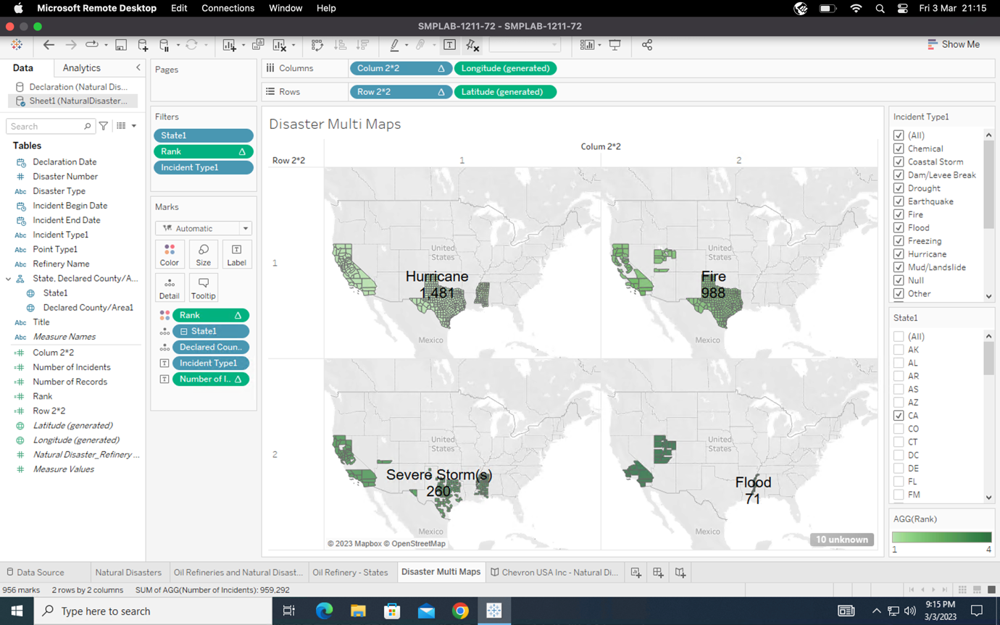 Microsoft Remote Desktop Edit Connections Window Help Fri 3 Mar 21:15
SMPLAB-1211-72 - SMPLAB-1211-72
Show Me
Data Analytics
Declaration (Natural Dis...
Sheet1 (NaturalDisaster...
Search
Tables
Declaration Date
Disaster Number
Abc Disaster Type
Incident Begin Date
Incident End Date
Abc Incident Type1
Abc Point Type1
Abc Refinery Name
State, Declared County/A...
State1
Declared County/Area1
Abc Title
Abc Measure Names
Colum 2*2
Number of Incidents
Number of Records
Rank
Row 2*2
Latitude (generated)
Longitude (generated)
Natural Disaster_Refinery ...
Measure Values
Pages
Filters
State1
Rank
Incident Type1
Marks
Automatic
Color Size Label
Detail Tooltip
Rank
State1
Declared Coun..
Incident Type1
Number of I..
Columns Colum 2*2 Longitude (generated)
Rows Row 2*2 Latitude (generated)
Disaster Multi Maps
Colum 2*2
Row 2*2 1 2
1
United
States
Hurricane
1,481
Mexico
United
States
Fire
988
Mexico
2
United
States
Severe Storm(s)
260
Mexico
© 2023 Mapbox © OpenStreetMap
United
States
Flood
71
Mexico
10 unknown
Incident Type1
(All)
Chemical
Coastal Storm
Dam/Levee Break
Drought
Earthquake
Fire
Flood
Freezing
Hurricane
Mud/Landslide
Null
Other
State1
(All)
AK
AL
AR
AS
AZ
CA
CO
CT
DC
DE
FL
FM
AGG(Rank)
1 4
Data Source Natural Disasters Oil Refineries and Natural Disast... Oil Refinery - States Disaster Multi Maps Chevron USA Inc - Natural Di...
956 marks 2 rows by 2 columns SUM of AGG(Number of Incidents): 959,292
Type here to search
9:15 PM
3/3/2023